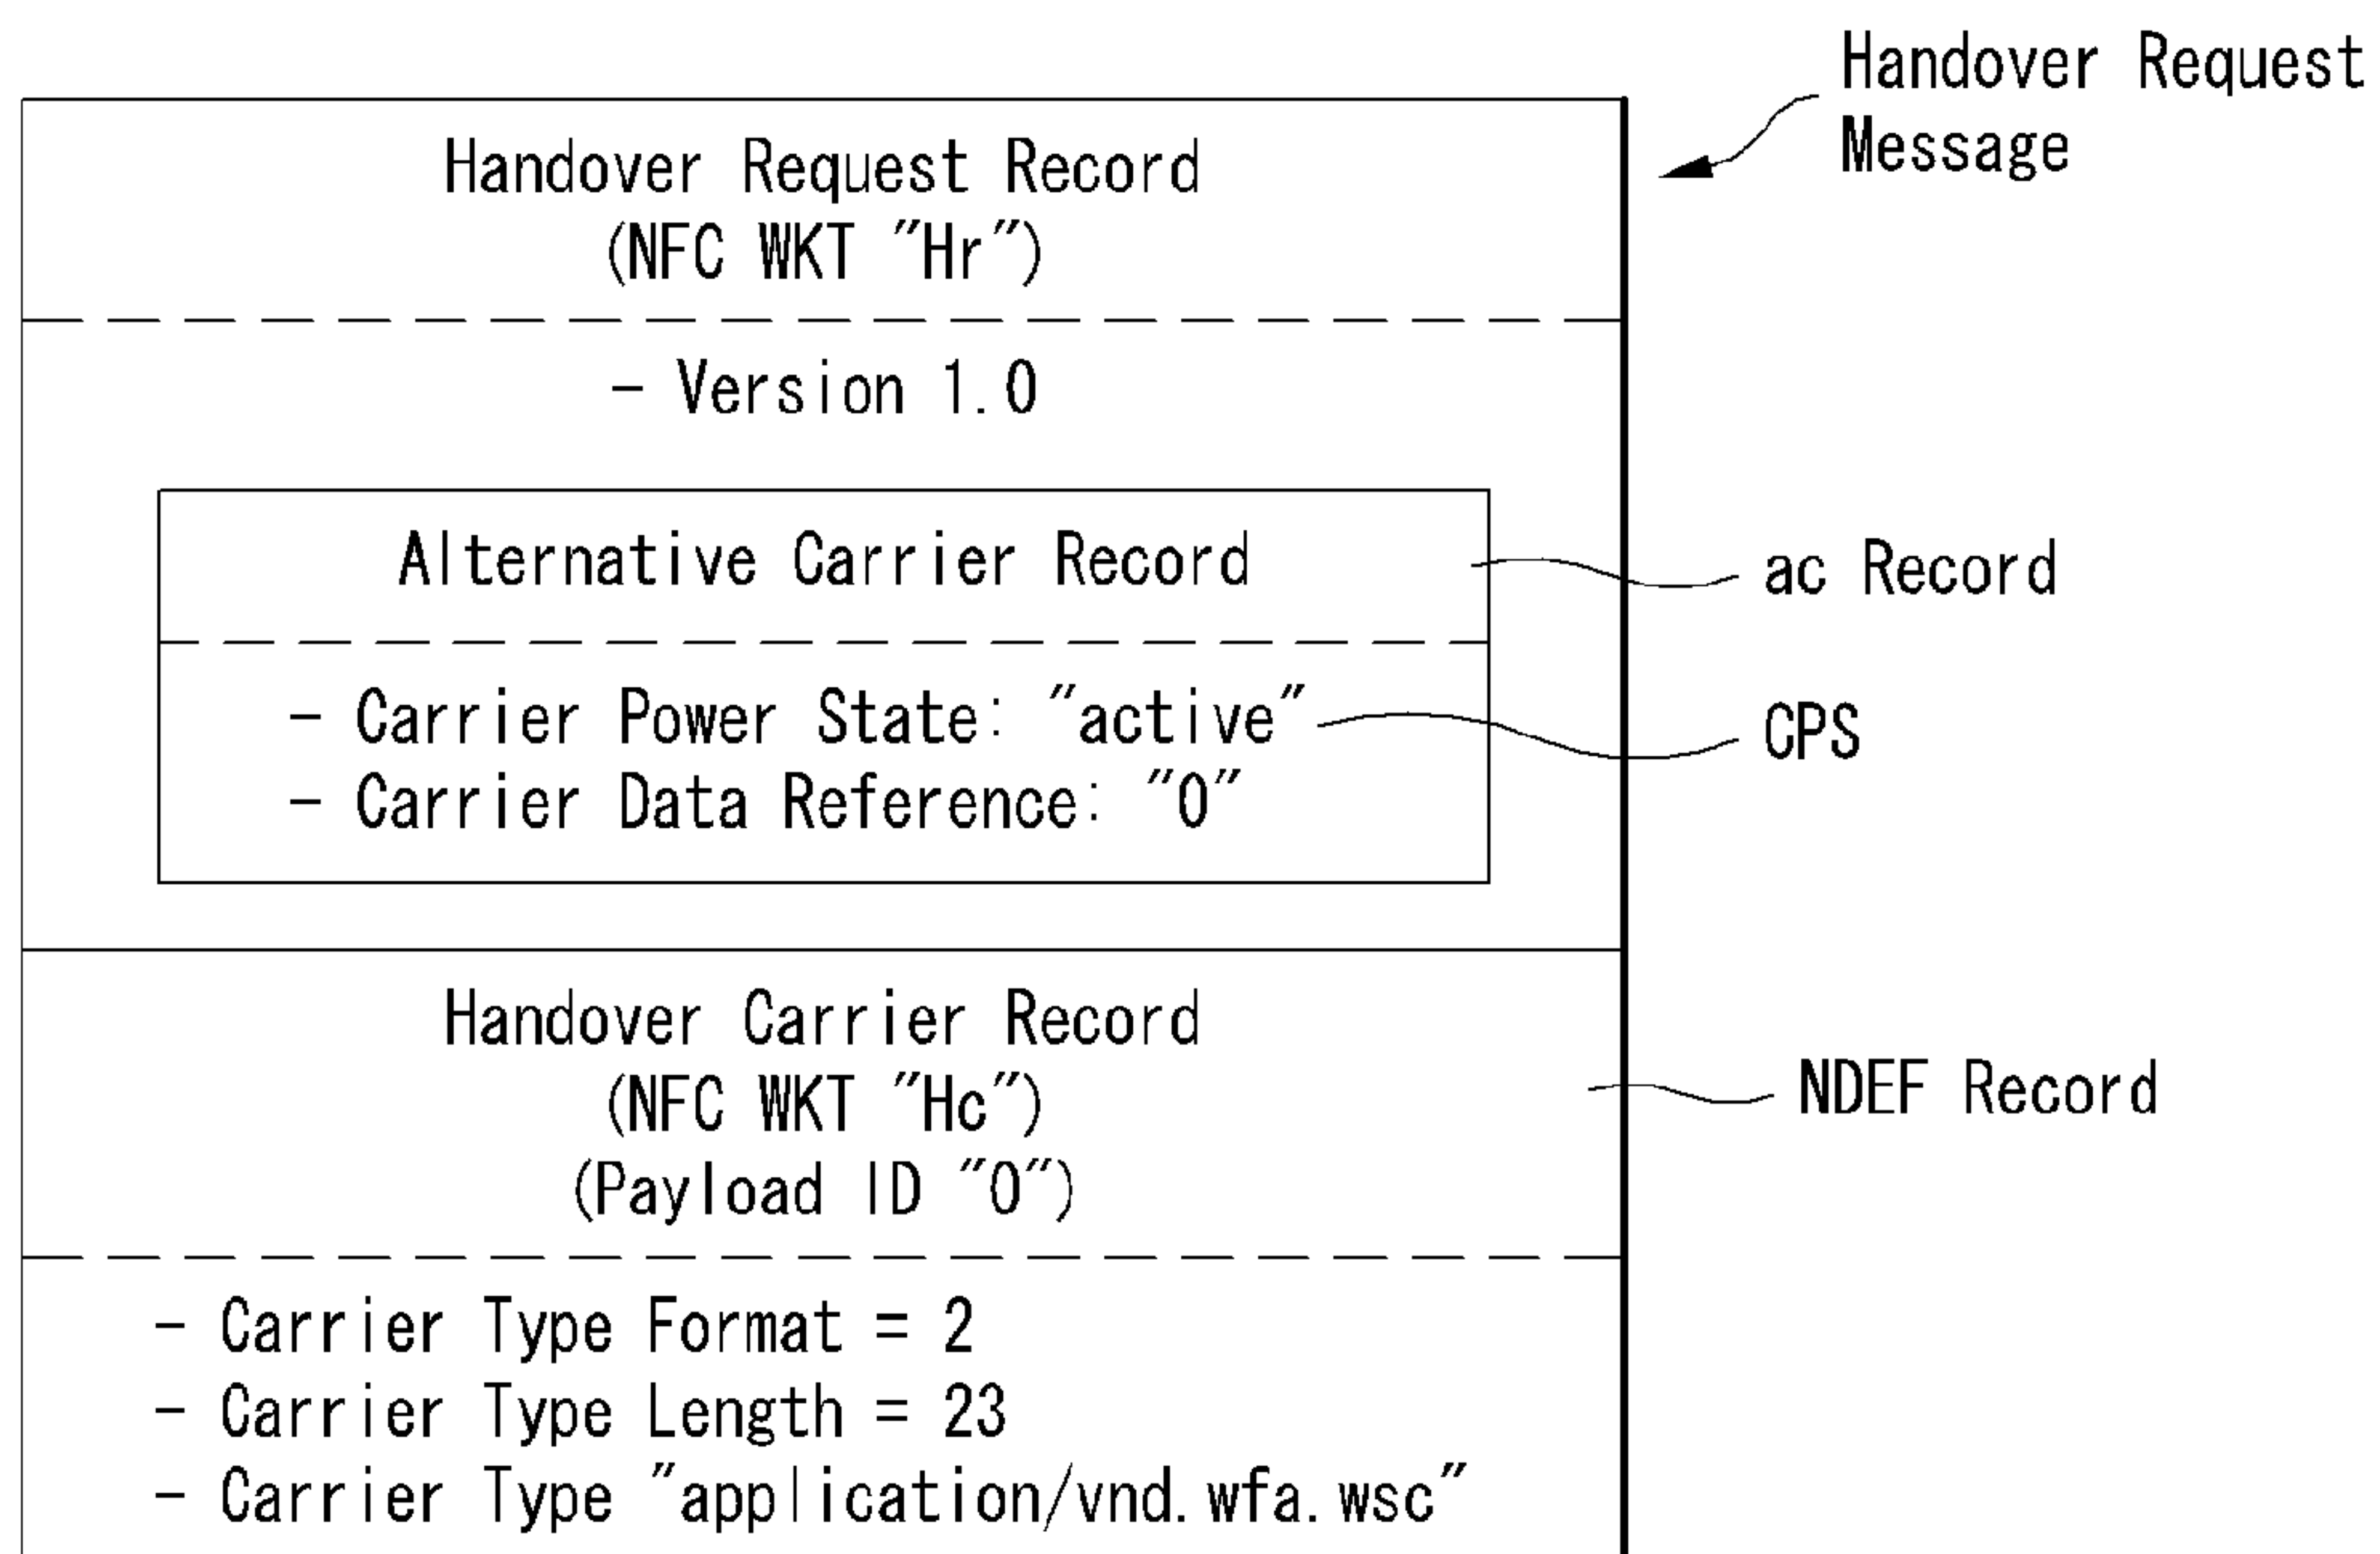 Handover Request
Message
Handover Request Record
(NFC WKT "Hr")
- Version 1.0
Alternative Carrier Record
ac Record
- Carrier Power State: "active"
CPS
- Carrier Data Reference: "0"
Handover Carrier Record
(NFC WKT "Hc")
NDEF Record
(Payload ID "0")
- Carrier Type Format = 2
- Carrier Type Length = 23
- Carrier Type "application/vnd.wfa.wsc"